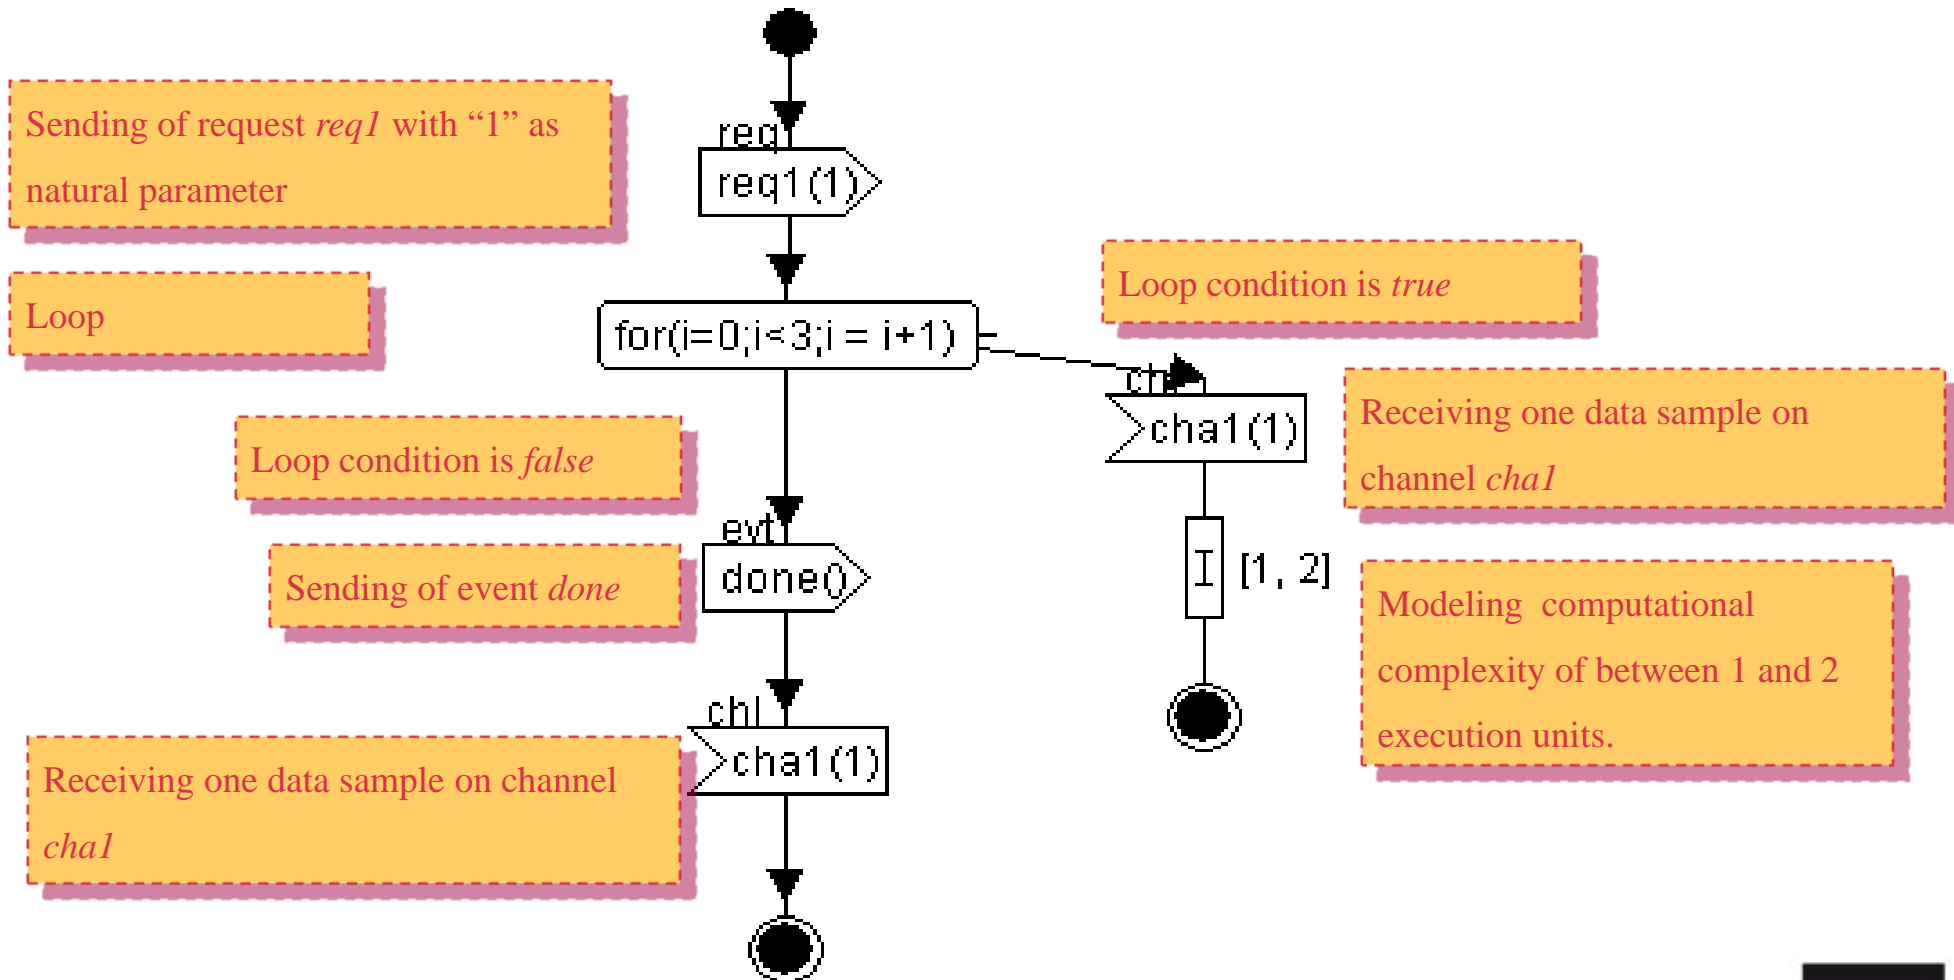 Sending of request req1 with “1” as
natural parameter
req
req1(1)
Loop
for(i=0;i<3;i = i+1)
Loop condition is true
chl
cha1(1)
Receiving one data sample on
channel cha1
Loop condition is false
evt
done()
Sending of event done
I
[1, 2]
Modeling computational
complexity of between 1 and 2
execution units.
chl
cha1(1)
Receiving one data sample on channel
cha1